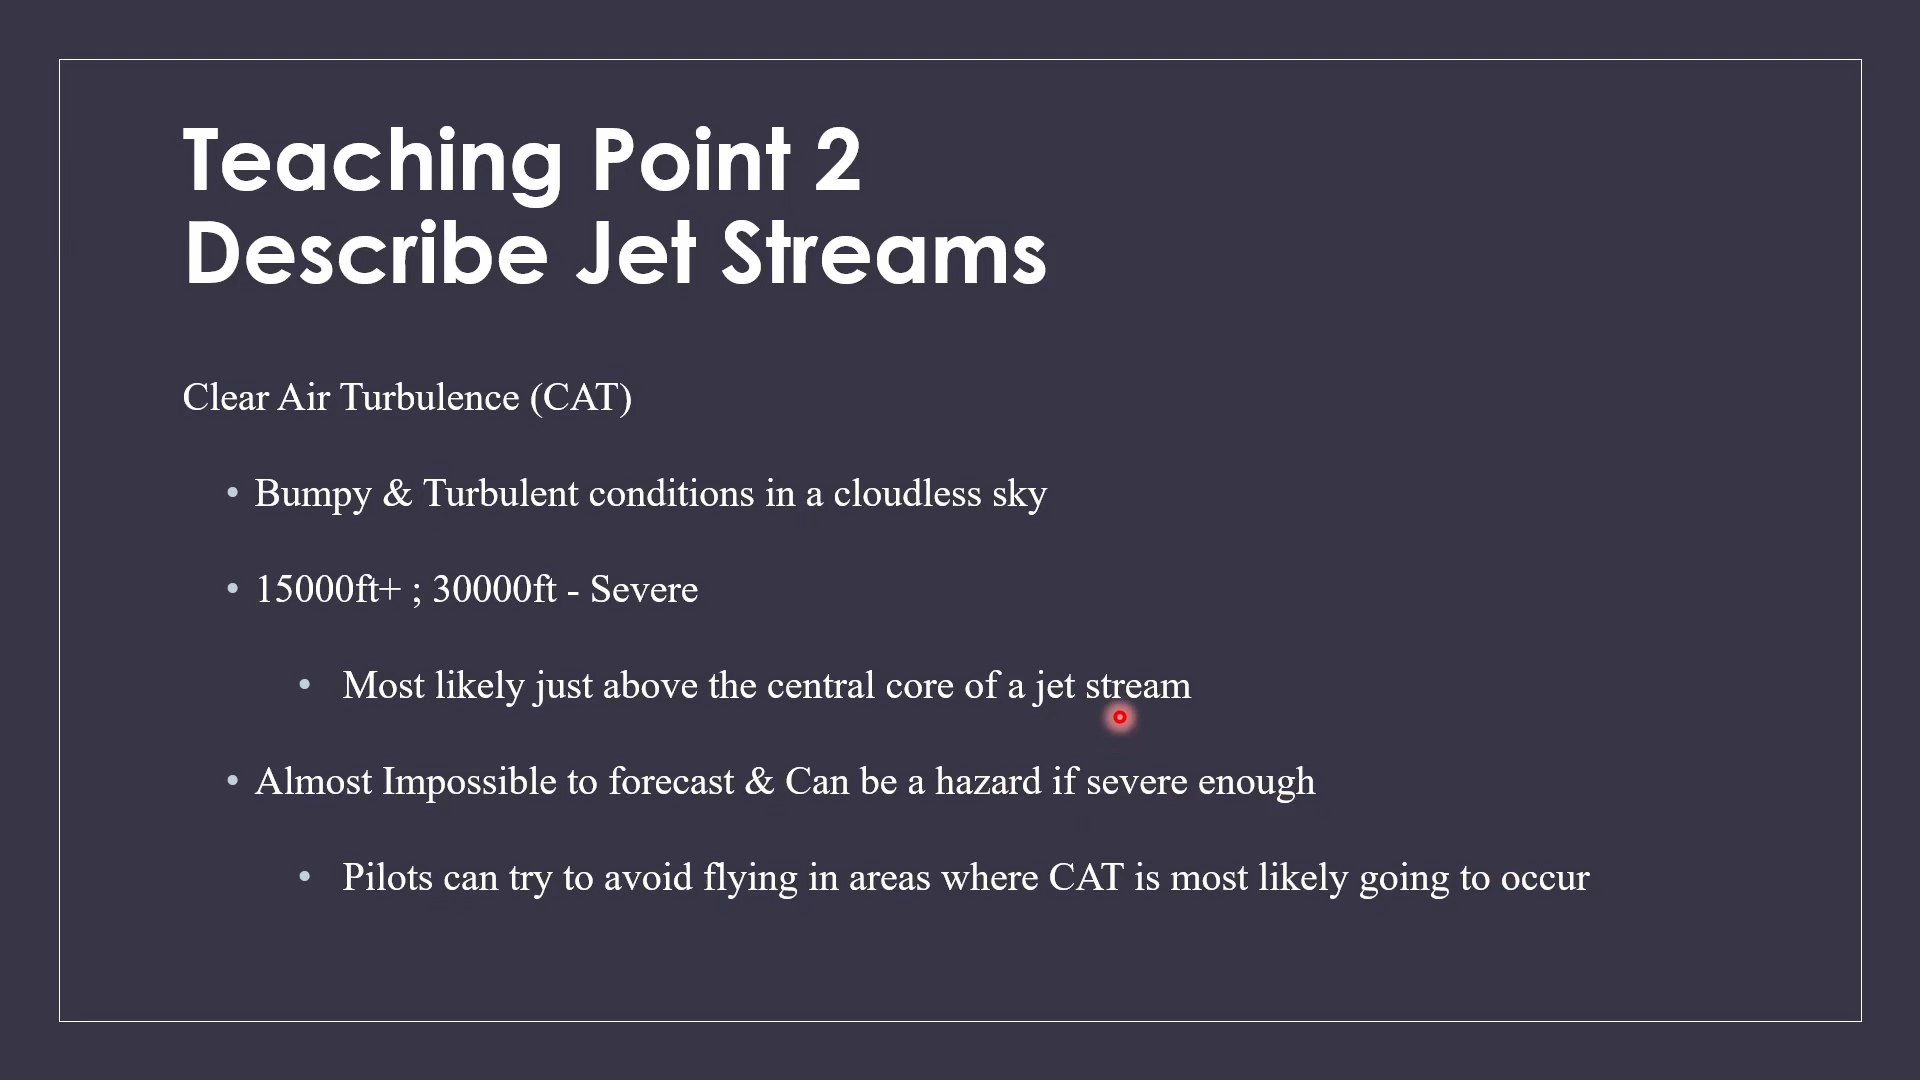 Teaching Point 2
Describe Jet Streams
Clear Air Turbulence (CAT)
• Bumpy & Turbulent conditions in a cloudless sky
• 15000ft+ ; 30000ft - Severe
• Most likely just above the central core of a jet stream
• Almost Impossible to forecast & Can be a hazard if severe enough
• Pilots can try to avoid flying in areas where CAT is most likely going to occur